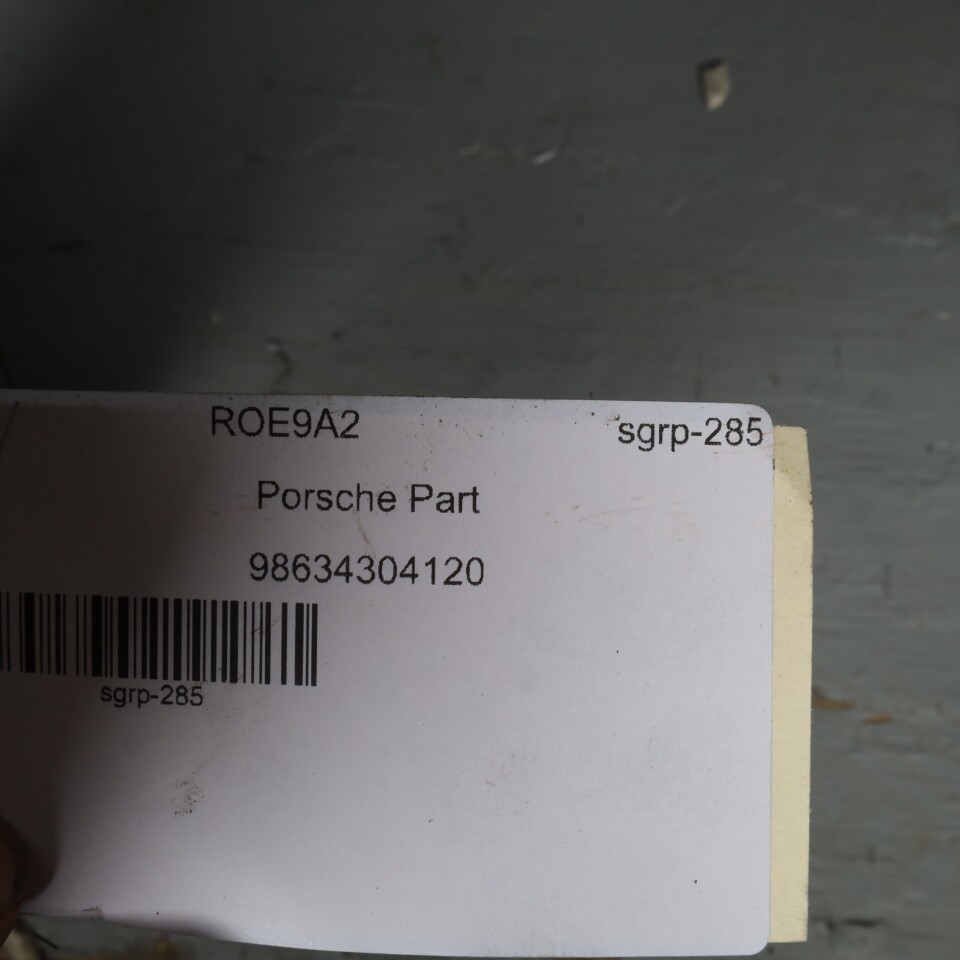 ROE9A2 sgrp-285
Porsche Part
98634304120
sgrp-285